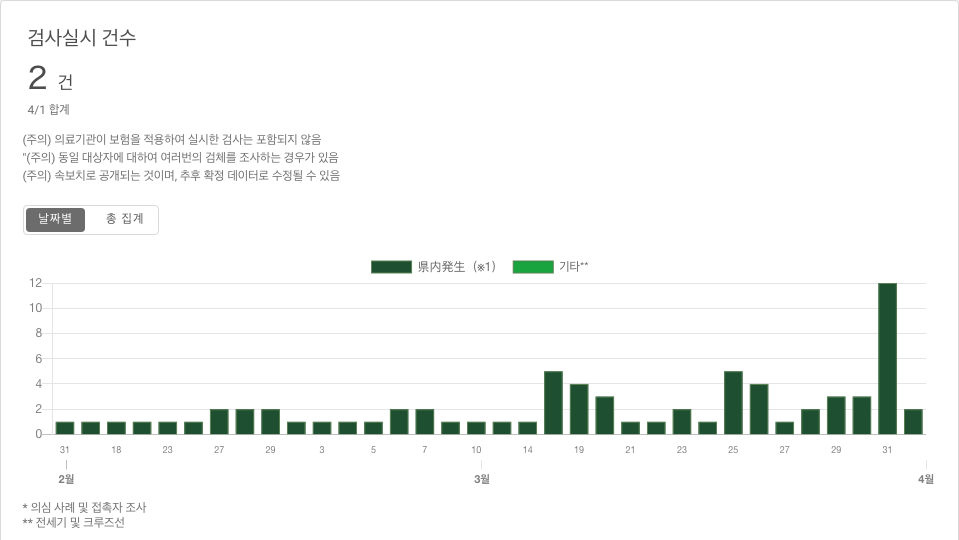 검사실시 건수
2 건
4/1 합계
(주의) 의료기관이 보험을 적용하여 실시한 검사는 포함되지 않음
"(주의) 동일 대상자에 대하여 여러번의 검체를 조사하는 경우가 있음
(주의) 속보치로 공개되는 것이며, 추후 확정 데이터로 수정될 수 있음
날짜별 총 집계
県内発生（※1） 기타**
12
10
8
6
4
2
0
31 18 23 27 29 3 5 7 10 14 19 21 23 25 27 29 31
2월 3월 4월
* 의심 사례 및 접촉자 조사
** 전세기 및 크루즈선